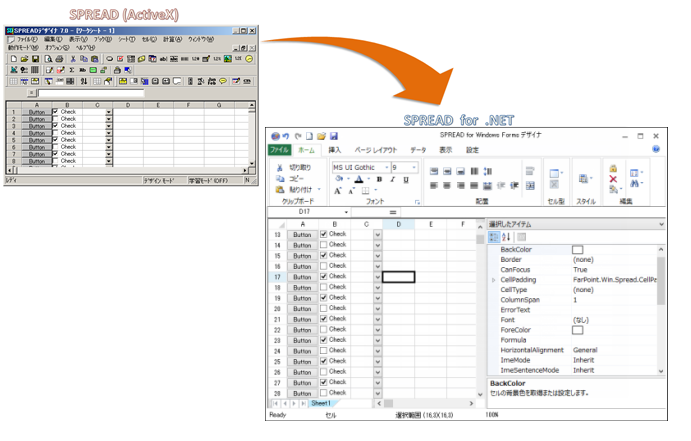 SPREAD (ActiveX)
SPREADデザイナ 7.0 - [ワークシート - 1]
ファイル(F) 編集(E) 表示(V) ブック(B) シート(T) セル(C) 計算(A) ウィンドウ(W)
動作モード(M) オプション(S) ヘルプ(H)
A B C D E F G
1 Button Check
2 Button Check
3 Button Check
4 Button Check
5 Button Check
6 Button Check
7 Button Check
8 Button Check
レディ デザイン モード 学習モード (OFF) N
SPREAD for .NET
SPREAD for Windows Forms デザイナ
ファイル ホーム 挿入 ページ レイアウト データ 表示 設定
切り取り
コピー
貼り付け
クリップボード
MS UI Gothic 9
B I U
フォント
配置
セル型
スタイル
編集
D17 =
A B C D E F
13 Button Check
14 Button Check
15 Button Check
16 Button Check
17 Button Check
18 Button Check
19 Button Check
20 Button Check
21 Button Check
22 Button Check
23 Button Check
24 Button Check
25 Button Check
26 Button Check
27 Button Check
28 Button Check
Sheet1
選択したアイテム
BackColor
Border (none)
CanFocus True
CellPadding FarPoint.Win.Spread.CellPa
CellType (none)
ColumnSpan 1
ErrorText
Font (なし)
ForeColor
Formula
HorizontalAlignment General
ImeMode Inherit
ImeSentenceMode Inherit
BackColor
セルの背景色を取得または設定します。
Ready セル 選択範囲 (16,3)(16,3) 100%